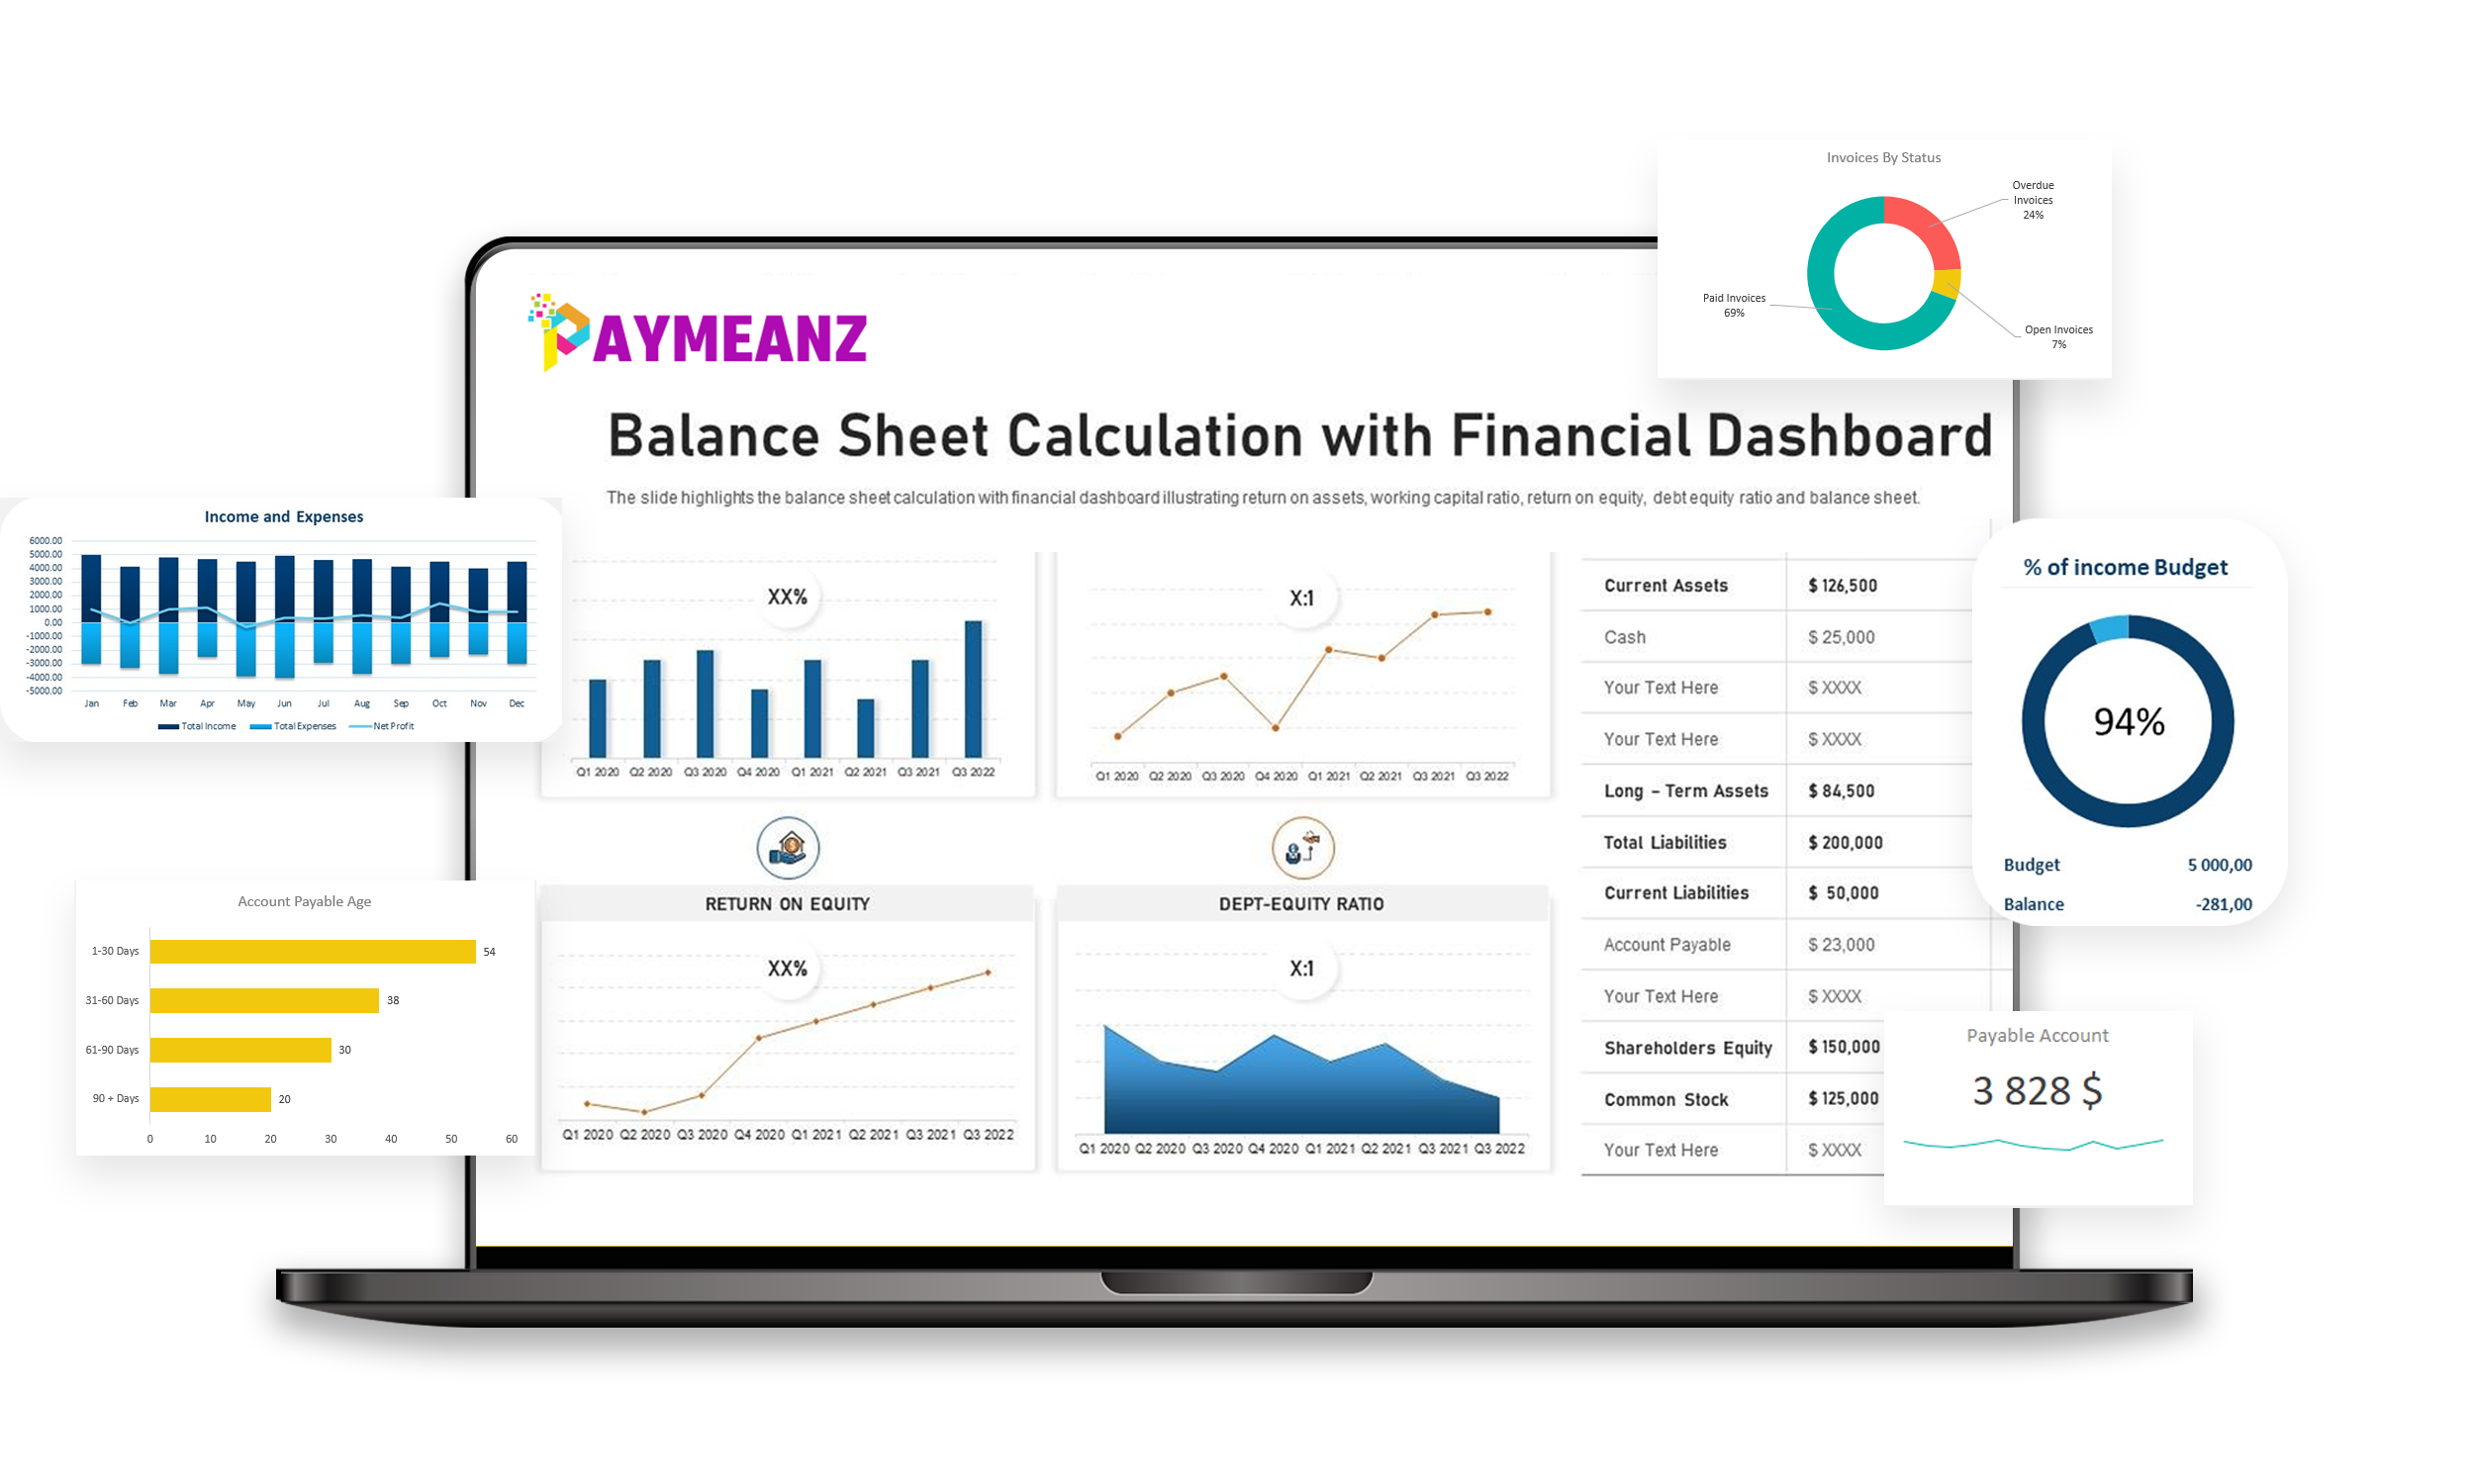 Invoices By Status
Overdue
Invoices
24%
Paid Invoices
69%
Open Invoices
7%
PAYMEANZ
Balance Sheet Calculation with Financial Dashboard
The slide highlights the balance sheet calculation with financial dashboard illustrating return on assets, working capital ratio, return on equity, debt equity ratio and balance sheet.
Income and Expenses
6000.00
5000.00
4000.00
3000.00
2000.00
1000.00
0.00
-1000.00
-2000.00
-3000.00
-4000.00
-5000.00
Jan Feb Mar Apr May Jun Jul Aug Sep Oct Nov Dec
Total Income Total Expenses Net Profit
XX%
Q1 2020 Q2 2020 Q3 2020 Q4 2020 Q1 2021 Q2 2021 Q3 2021 Q3 2022
X:1
Q1 2020 Q2 2020 Q3 2020 Q4 2020 Q1 2021 Q2 2021 Q3 2021 Q3 2022
Current Assets $ 126,500
Cash $ 25,000
Your Text Here $ XXXX
Your Text Here $ XXXX
Long - Term Assets $ 84,500
Total Liabilities $ 200,000
Current Liabilities $ 50,000
Account Payable $ 23,000
Your Text Here $ XXXX
Shareholders Equity $ 150,000
Common Stock $ 125,000
Your Text Here $ XXXX
% of income Budget
94%
Budget 5 000,00
Balance -281,00
Account Payable Age
1-30 Days 54
31-60 Days 38
61-90 Days 30
90 + Days 20
0 10 20 30 40 50 60
RETURN ON EQUITY
XX%
Q1 2020 Q2 2020 Q3 2020 Q4 2020 Q1 2021 Q2 2021 Q3 2021 Q3 2022
DEPT-EQUITY RATIO
X:1
Q1 2020 Q2 2020 Q3 2020 Q4 2020 Q1 2021 Q2 2021 Q3 2021 Q3 2022
Payable Account
3 828 $